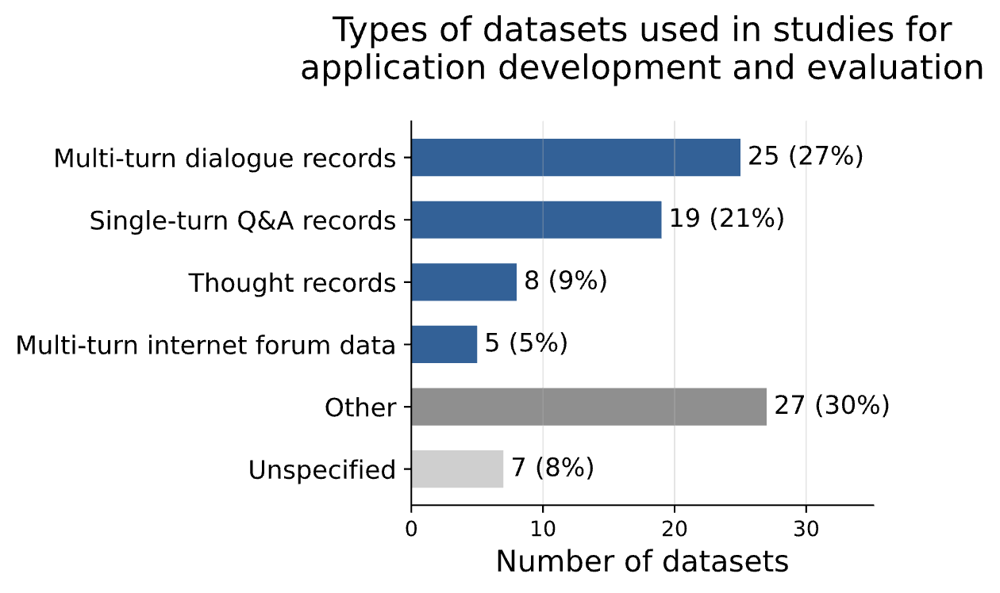 Types of datasets used in studies for
application development and evaluation
Multi-turn dialogue records 25 (27%)
Single-turn Q&A records 19 (21%)
Thought records 8 (9%)
Multi-turn internet forum data 5 (5%)
Other 27 (30%)
Unspecified 7 (8%)
0 10 20 30
Number of datasets